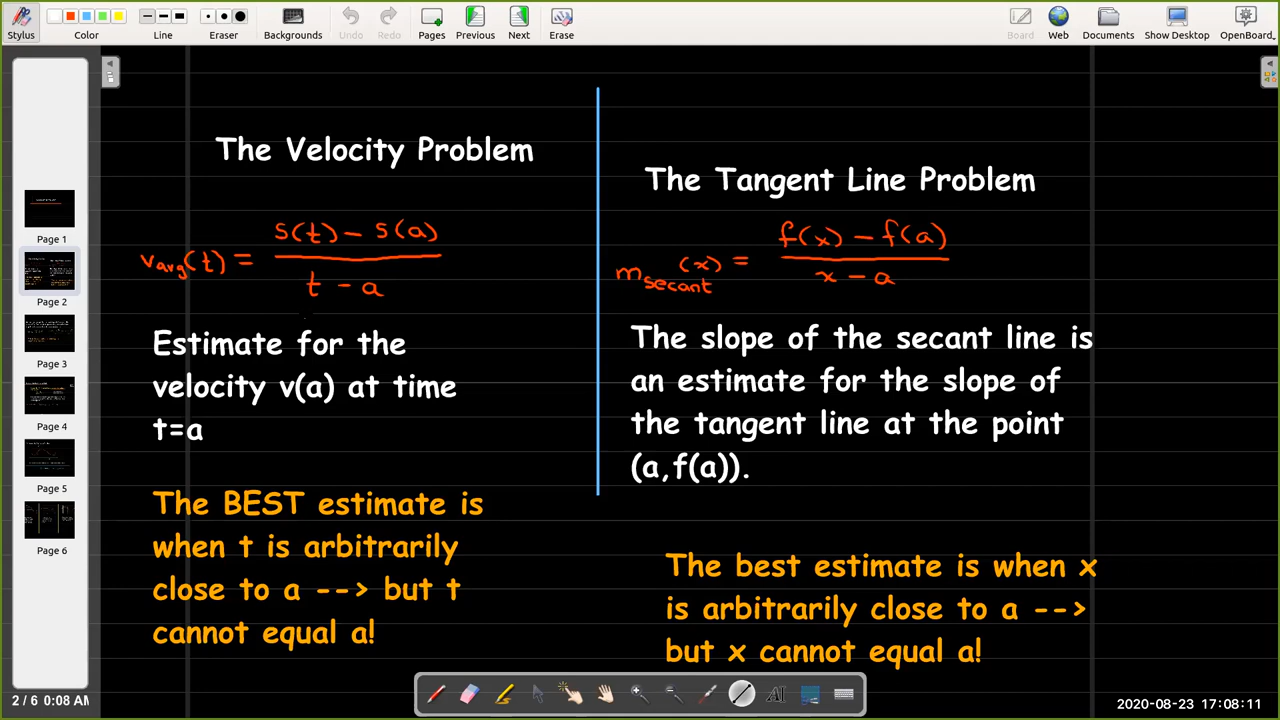 Stylus
Color
Line
Eraser
Backgrounds
Undo
Redo
Pages
Previous
Next
Erase
Board
Web
Documents
Show Desktop
OpenBoard
Page 1
Page 2
Page 3
Page 4
Page 5
Page 6
2 / 6 0:08 AM
The Velocity Problem
v_avg(t) = (s(t) - s(a)) / (t - a)
Estimate for the
velocity v(a) at time
t=a
The BEST estimate is
when t is arbitrarily
close to a --> but t
cannot equal a!
The Tangent Line Problem
m_secant(x) = (f(x) - f(a)) / (x - a)
The slope of the secant line is
an estimate for the slope of
the tangent line at the point
(a,f(a)).
The best estimate is when x
is arbitrarily close to a -->
but x cannot equal a!
AI
2020-08-23 17:08:11